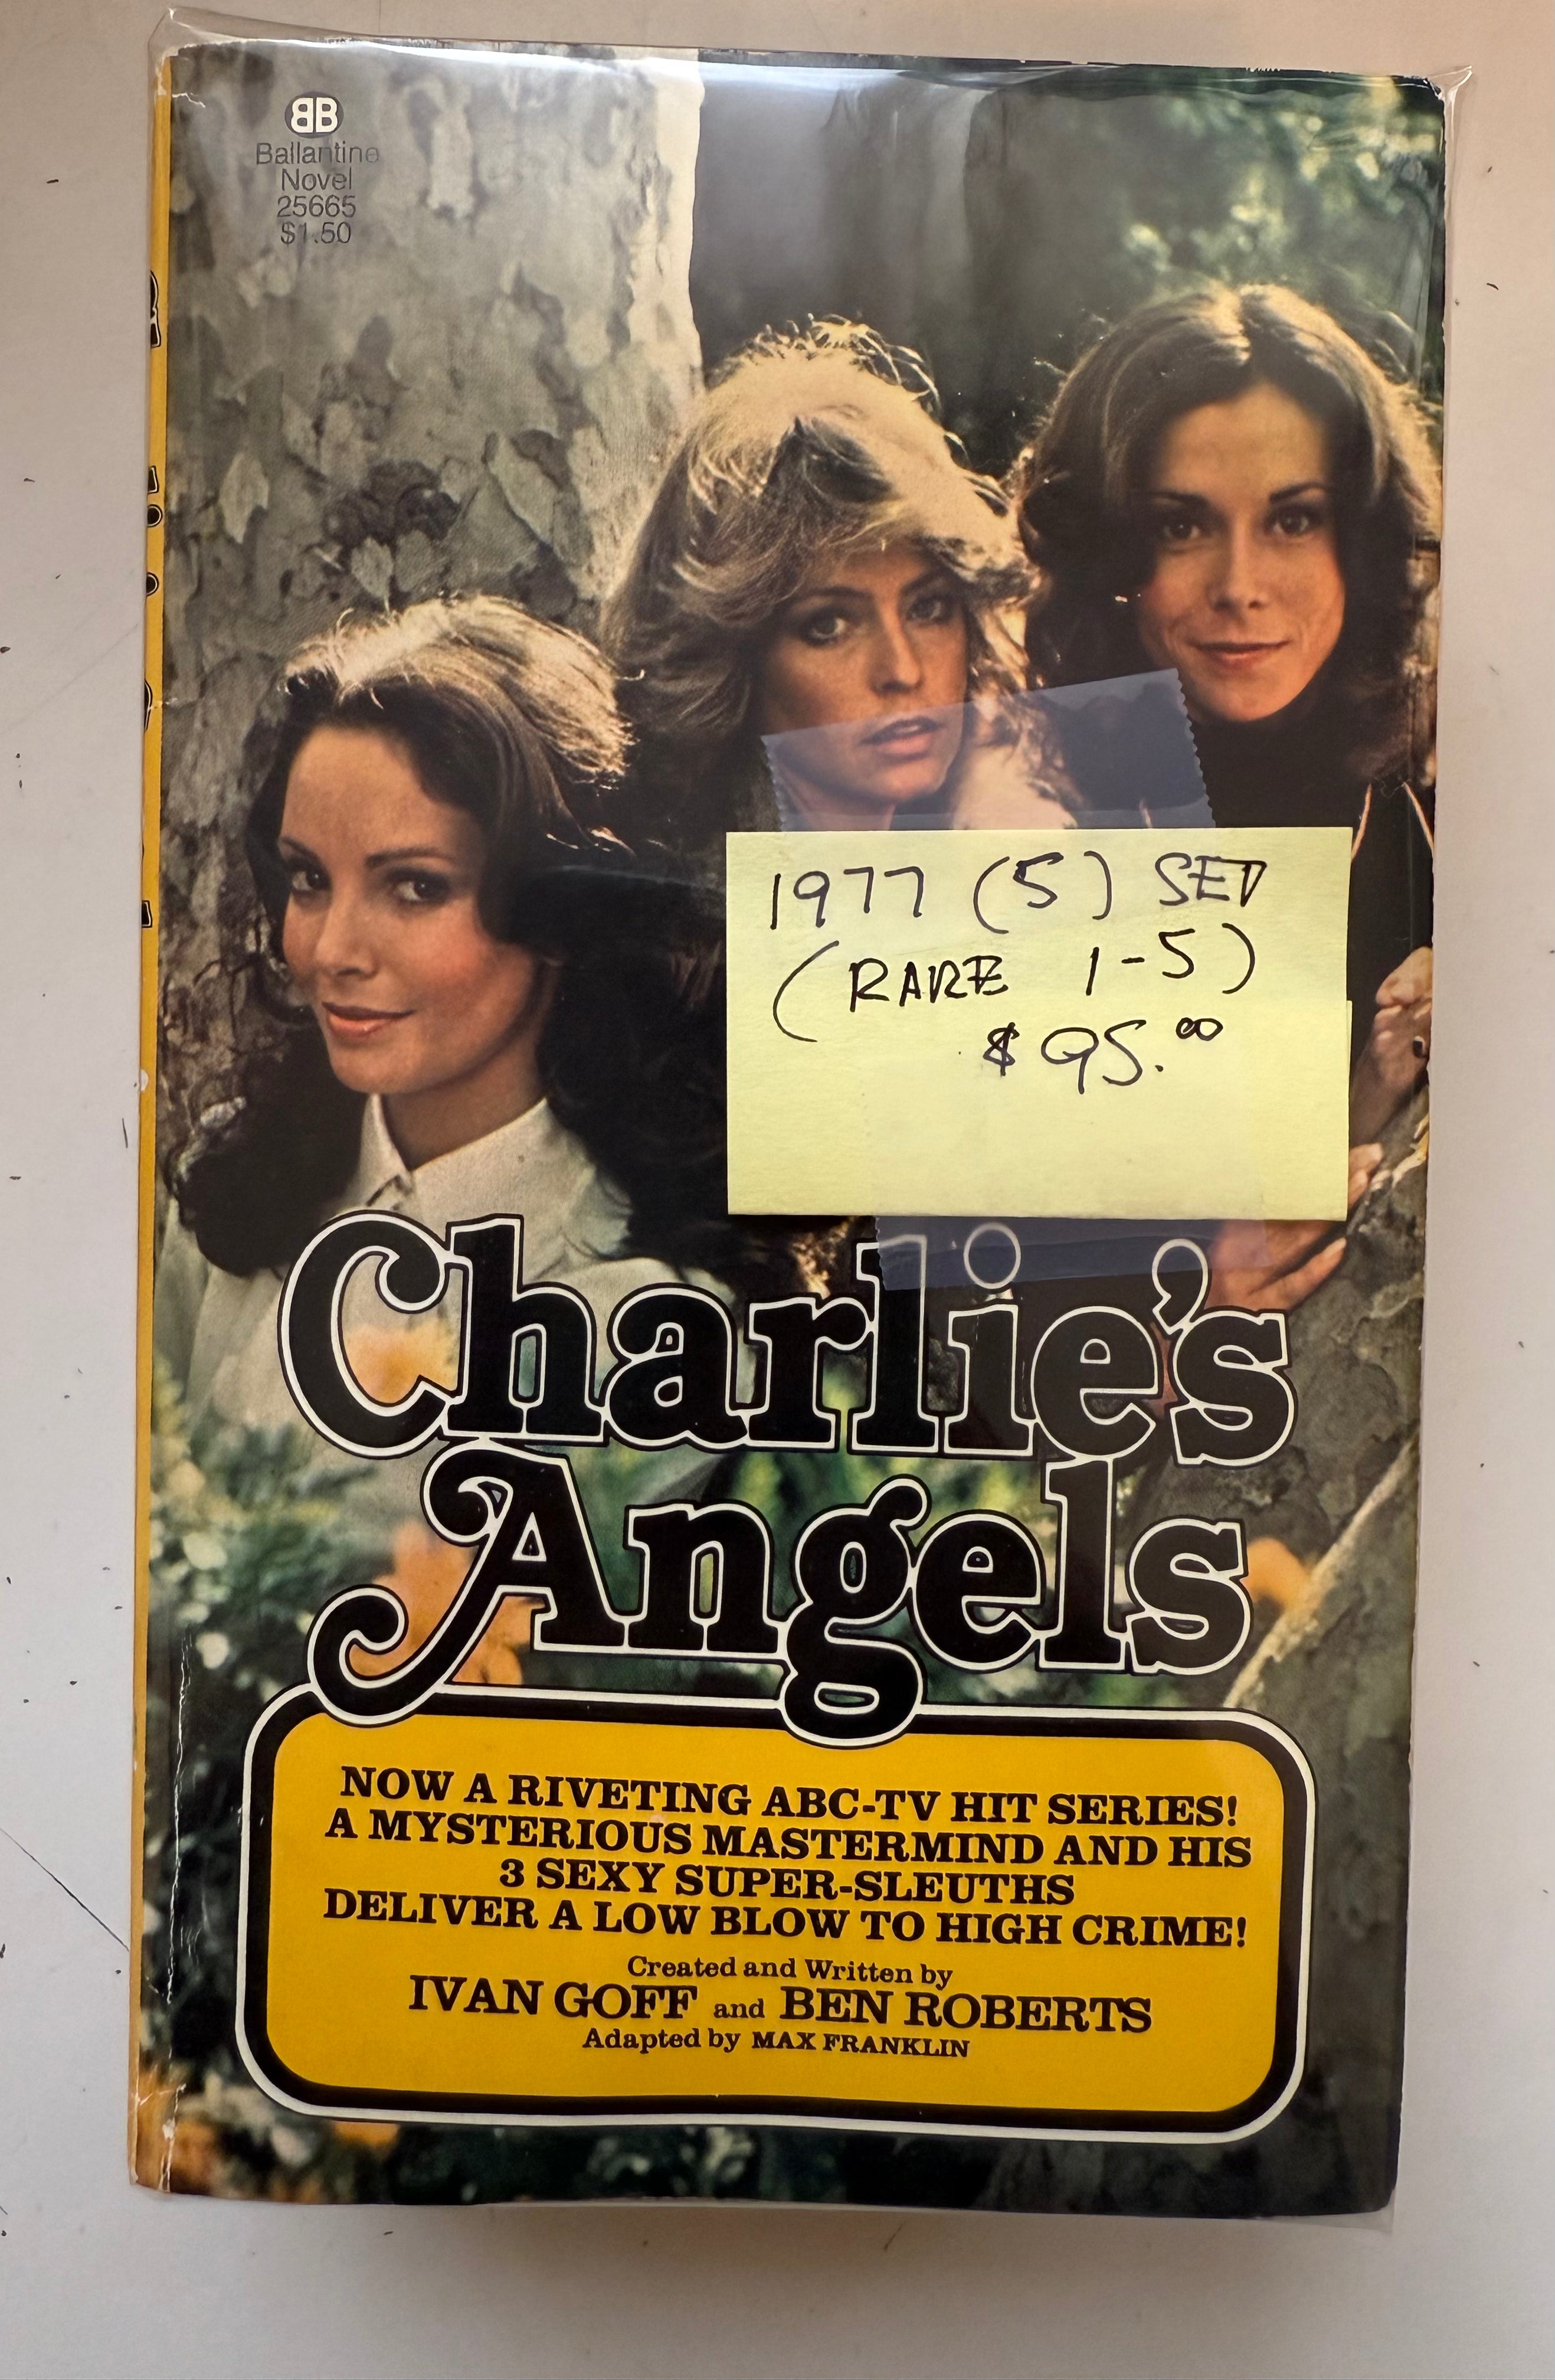 BB
Ballantine
Novel
25665
$1.50
1977 (5) SET
(RARE 1-5)
$95.00
Charlie's
Angels
NOW A RIVETING ABC-TV HIT SERIES!
A MYSTERIOUS MASTERMIND AND HIS
3 SEXY SUPER-SLEUTHS
DELIVER A LOW BLOW TO HIGH CRIME!
Created and Written by
IVAN GOFF and BEN ROBERTS
Adapted by MAX FRANKLIN